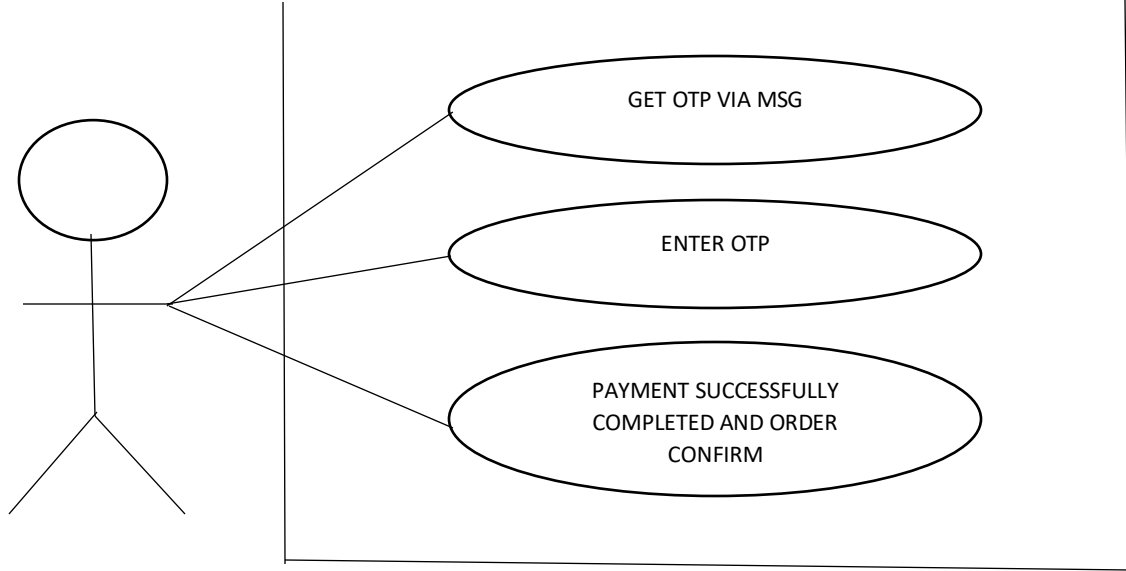 GET OTP VIA MSG
ENTER OTP
PAYMENT SUCCESSFULLY
COMPLETED AND ORDER
CONFIRM